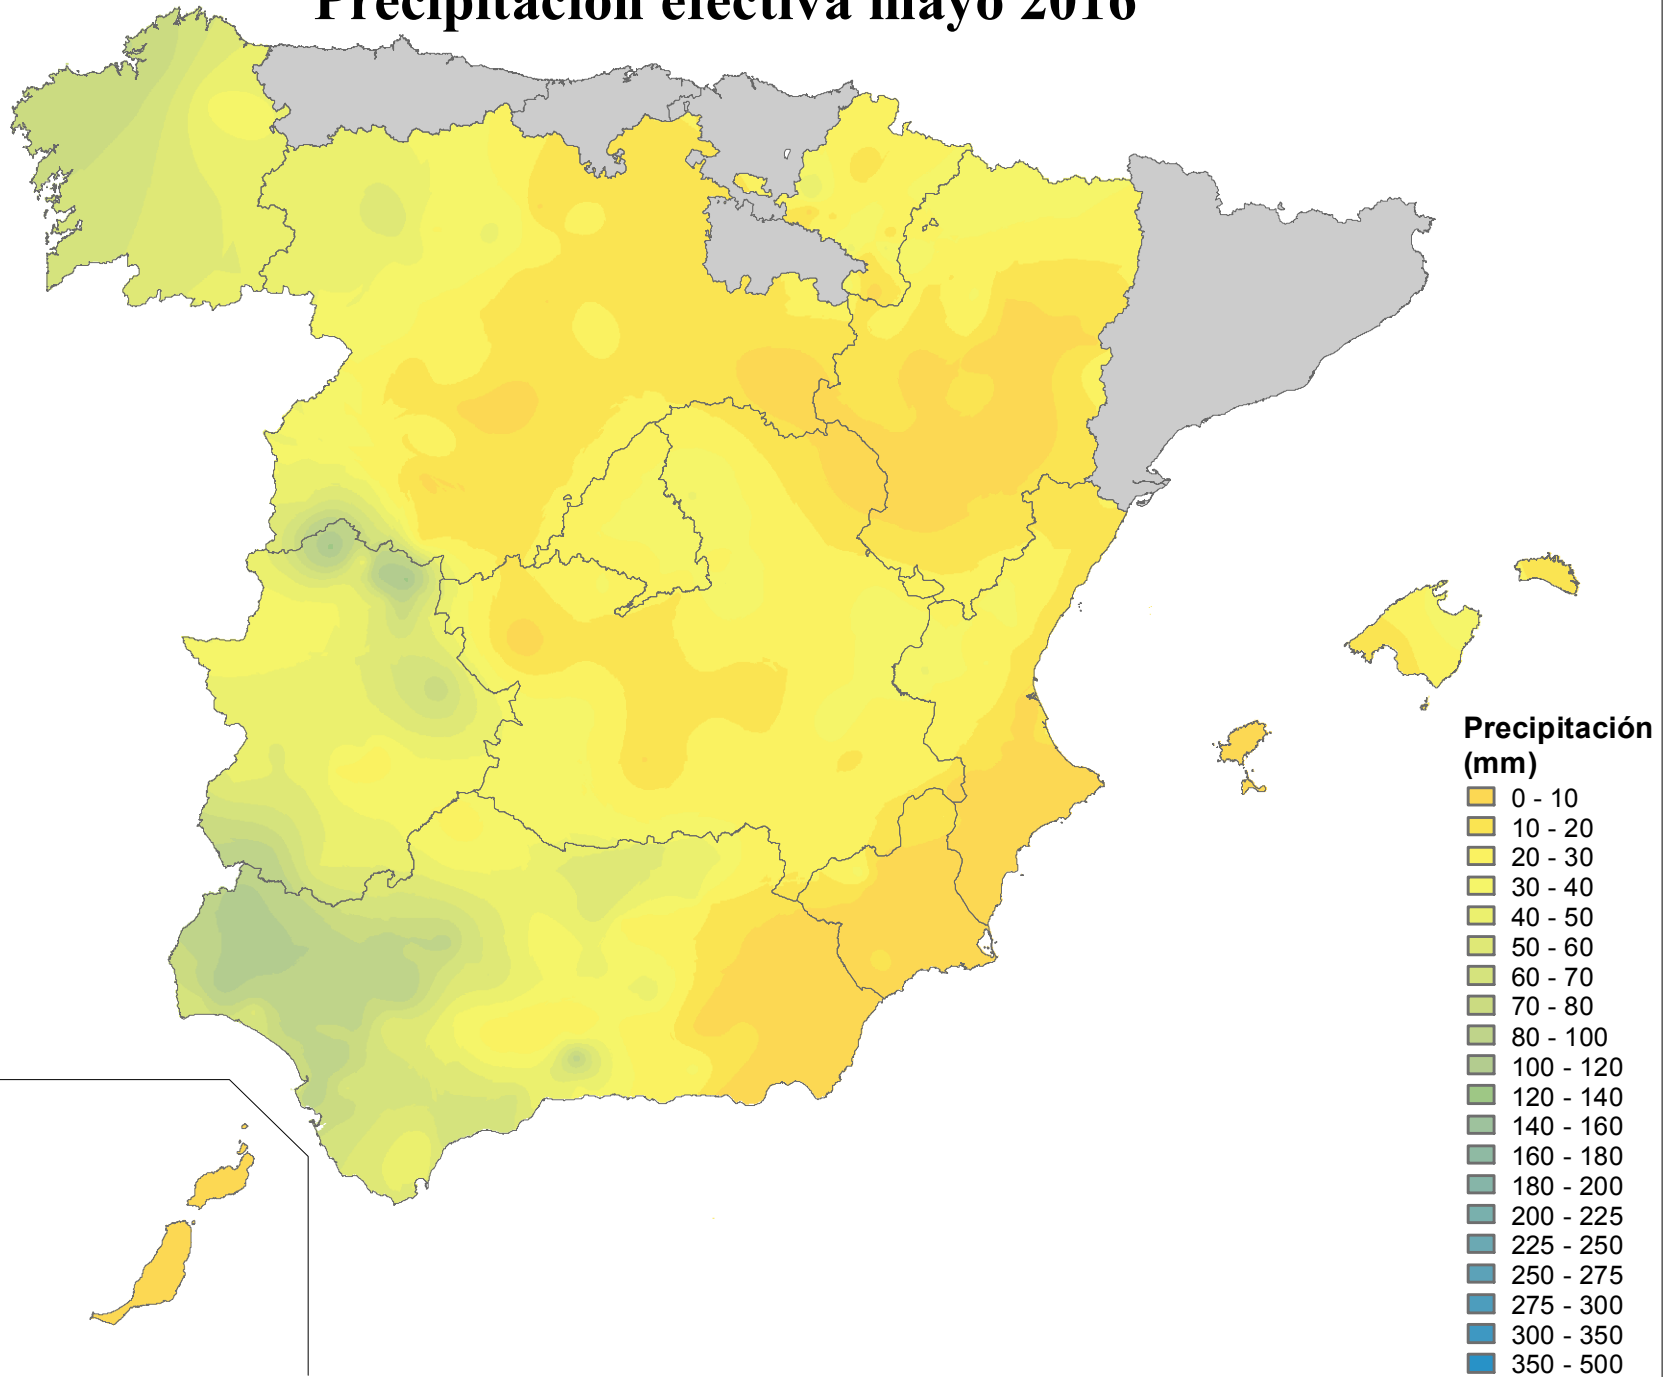 Precipitación efectiva mayo 2016
Precipitación
(mm)
0 - 10
10 - 20
20 - 30
30 - 40
40 - 50
50 - 60
60 - 70
70 - 80
80 - 100
100 - 120
120 - 140
140 - 160
160 - 180
180 - 200
200 - 225
225 - 250
250 - 275
275 - 300
300 - 350
350 - 500